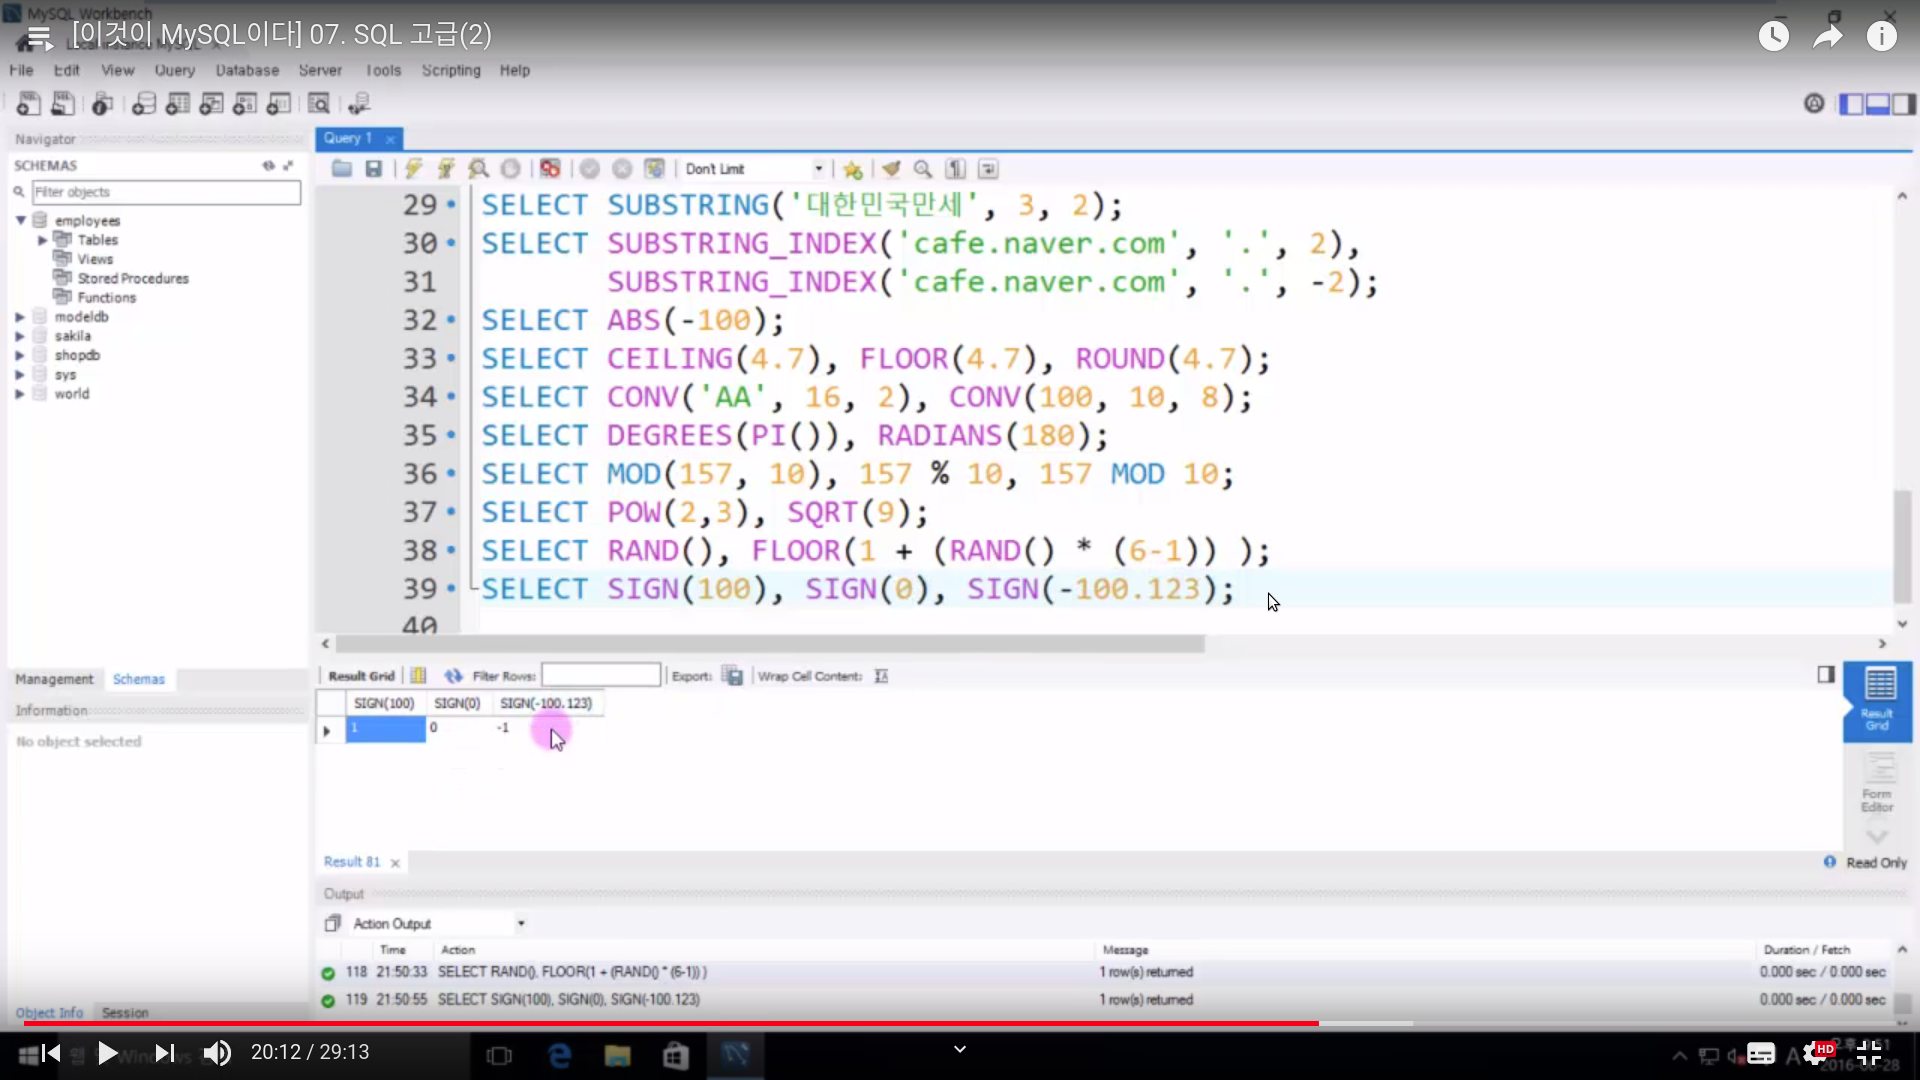 MySQL Workbench
[이것이 MySQL이다] 07. SQL 고급(2)
File Edit View Query Database Server Tools Scripting Help
Navigator
SCHEMAS
Filter objects
employees
Tables
Views
Stored Procedures
Functions
modeldb
sakila
shopdb
sys
world
Management Schemas
Information
No object selected
Object Info Session
Query 1
Don't Limit
29 SELECT SUBSTRING('대한민국만세', 3, 2);
30 SELECT SUBSTRING_INDEX('cafe.naver.com', '.', 2),
31 SUBSTRING_INDEX('cafe.naver.com', '.', -2);
32 SELECT ABS(-100);
33 SELECT CEILING(4.7), FLOOR(4.7), ROUND(4.7);
34 SELECT CONV('AA', 16, 2), CONV(100, 10, 8);
35 SELECT DEGREES(PI()), RADIANS(180);
36 SELECT MOD(157, 10), 157 % 10, 157 MOD 10;
37 SELECT POW(2,3), SQRT(9);
38 SELECT RAND(), FLOOR(1 + (RAND() * (6-1)) );
39 SELECT SIGN(100), SIGN(0), SIGN(-100.123);
40
Result Grid Filter Rows: Export: Wrap Cell Content:
SIGN(100) SIGN(0) SIGN(-100.123)
1 0 -1
Result Grid
Form Editor
Result 81
Read Only
Output
Action Output
Time Action Message Duration / Fetch
118 21:50:33 SELECT RAND(), FLOOR(1 + (RAND() * (6-1)) ) 1 row(s) returned 0.000 sec / 0.000 sec
119 21:50:55 SELECT SIGN(100), SIGN(0), SIGN(-100.123) 1 row(s) returned 0.000 sec / 0.000 sec
20:12 / 29:13
HD